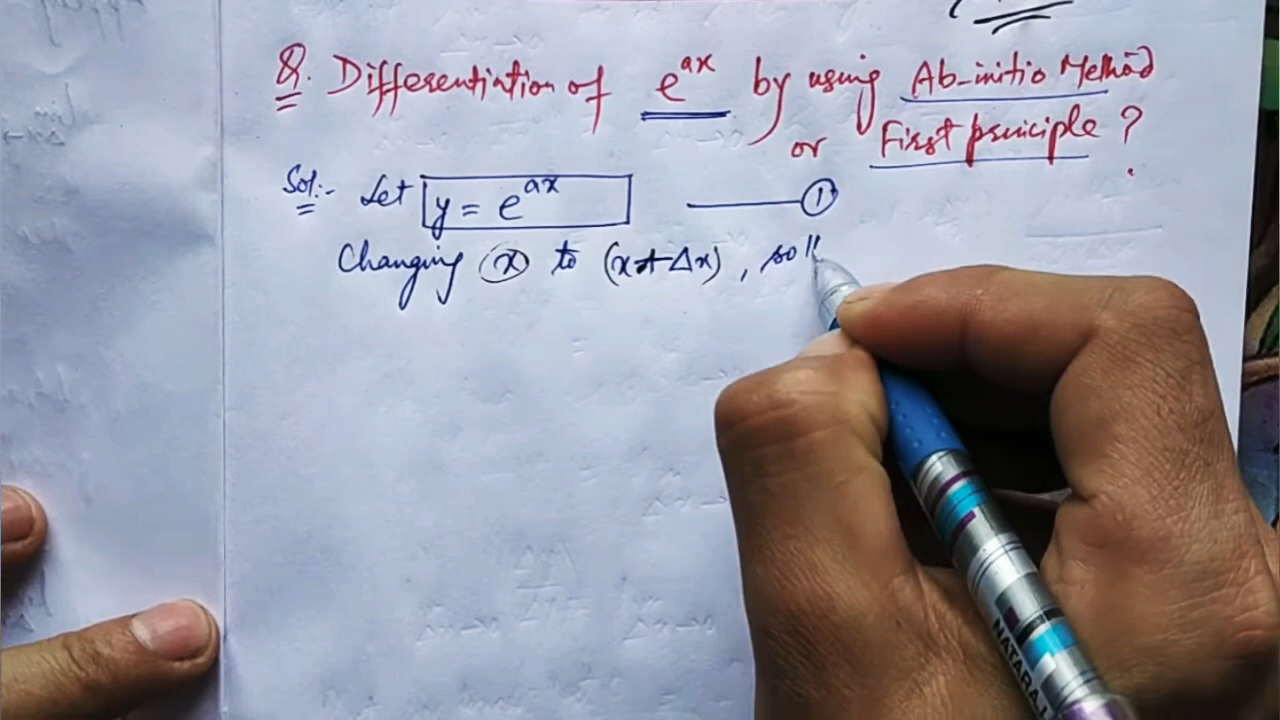 Q. Differentiation of e^ax by using Ab-initio Method
or First principle ?
Sol:- Let y = e^ax ——— ①
Changing x to (x+Δx), so
NATARAJ